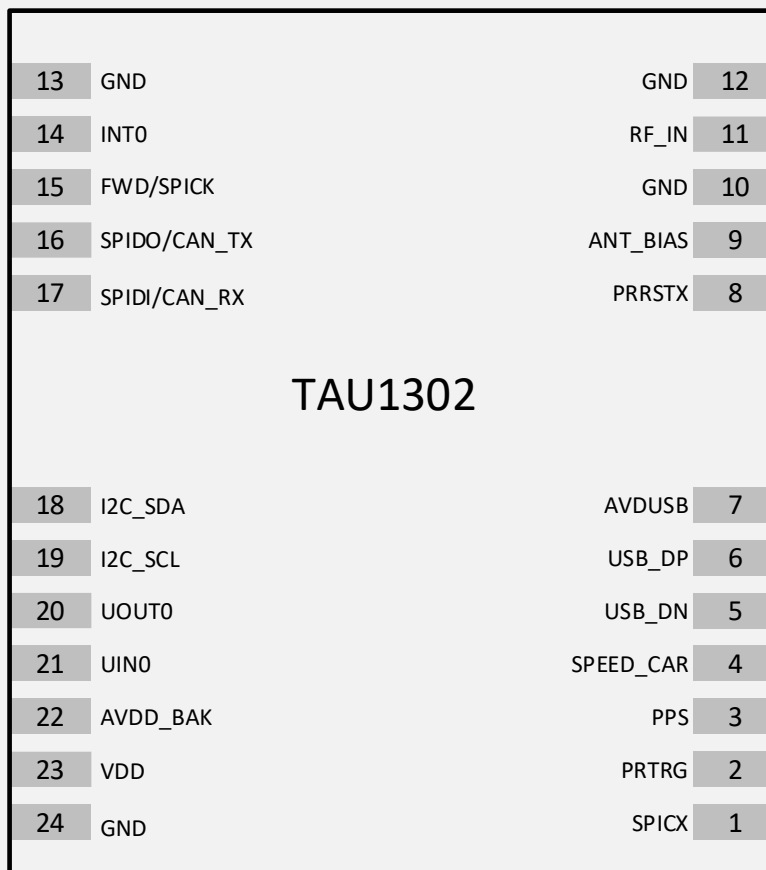 13 GND GND 12
14 INT0 RF_IN 11
15 FWD/SPICK GND 10
16 SPIDO/CAN_TX ANT_BIAS 9
17 SPIDI/CAN_RX PRRSTX 8
TAU1302
18 I2C_SDA AVDUSB 7
19 I2C_SCL USB_DP 6
20 UOUT0 USB_DN 5
21 UIN0 SPEED_CAR 4
22 AVDD_BAK PPS 3
23 VDD PRTRG 2
24 GND SPICX 1